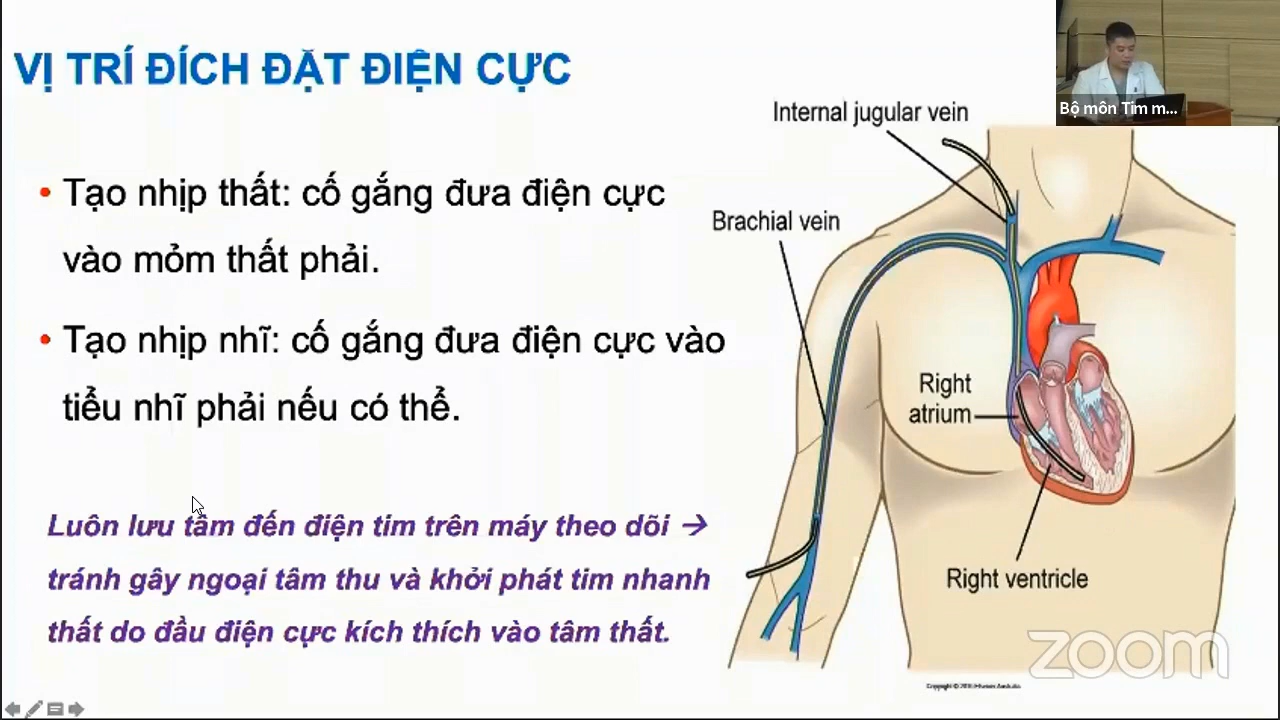 VỊ TRÍ ĐÍCH ĐẶT ĐIỆN CỰC
Bộ môn Tim m...
• Tạo nhịp thất: cố gắng đưa điện cực
vào mỏm thất phải.
• Tạo nhịp nhĩ: cố gắng đưa điện cực vào
tiểu nhĩ phải nếu có thể.
Luôn lưu tâm đến điện tim trên máy theo dõi →
tránh gây ngoại tâm thu và khởi phát tim nhanh
thất do đầu điện cực kích thích vào tâm thất.
Internal jugular vein
Brachial vein
Right
atrium
Right ventricle
zoom